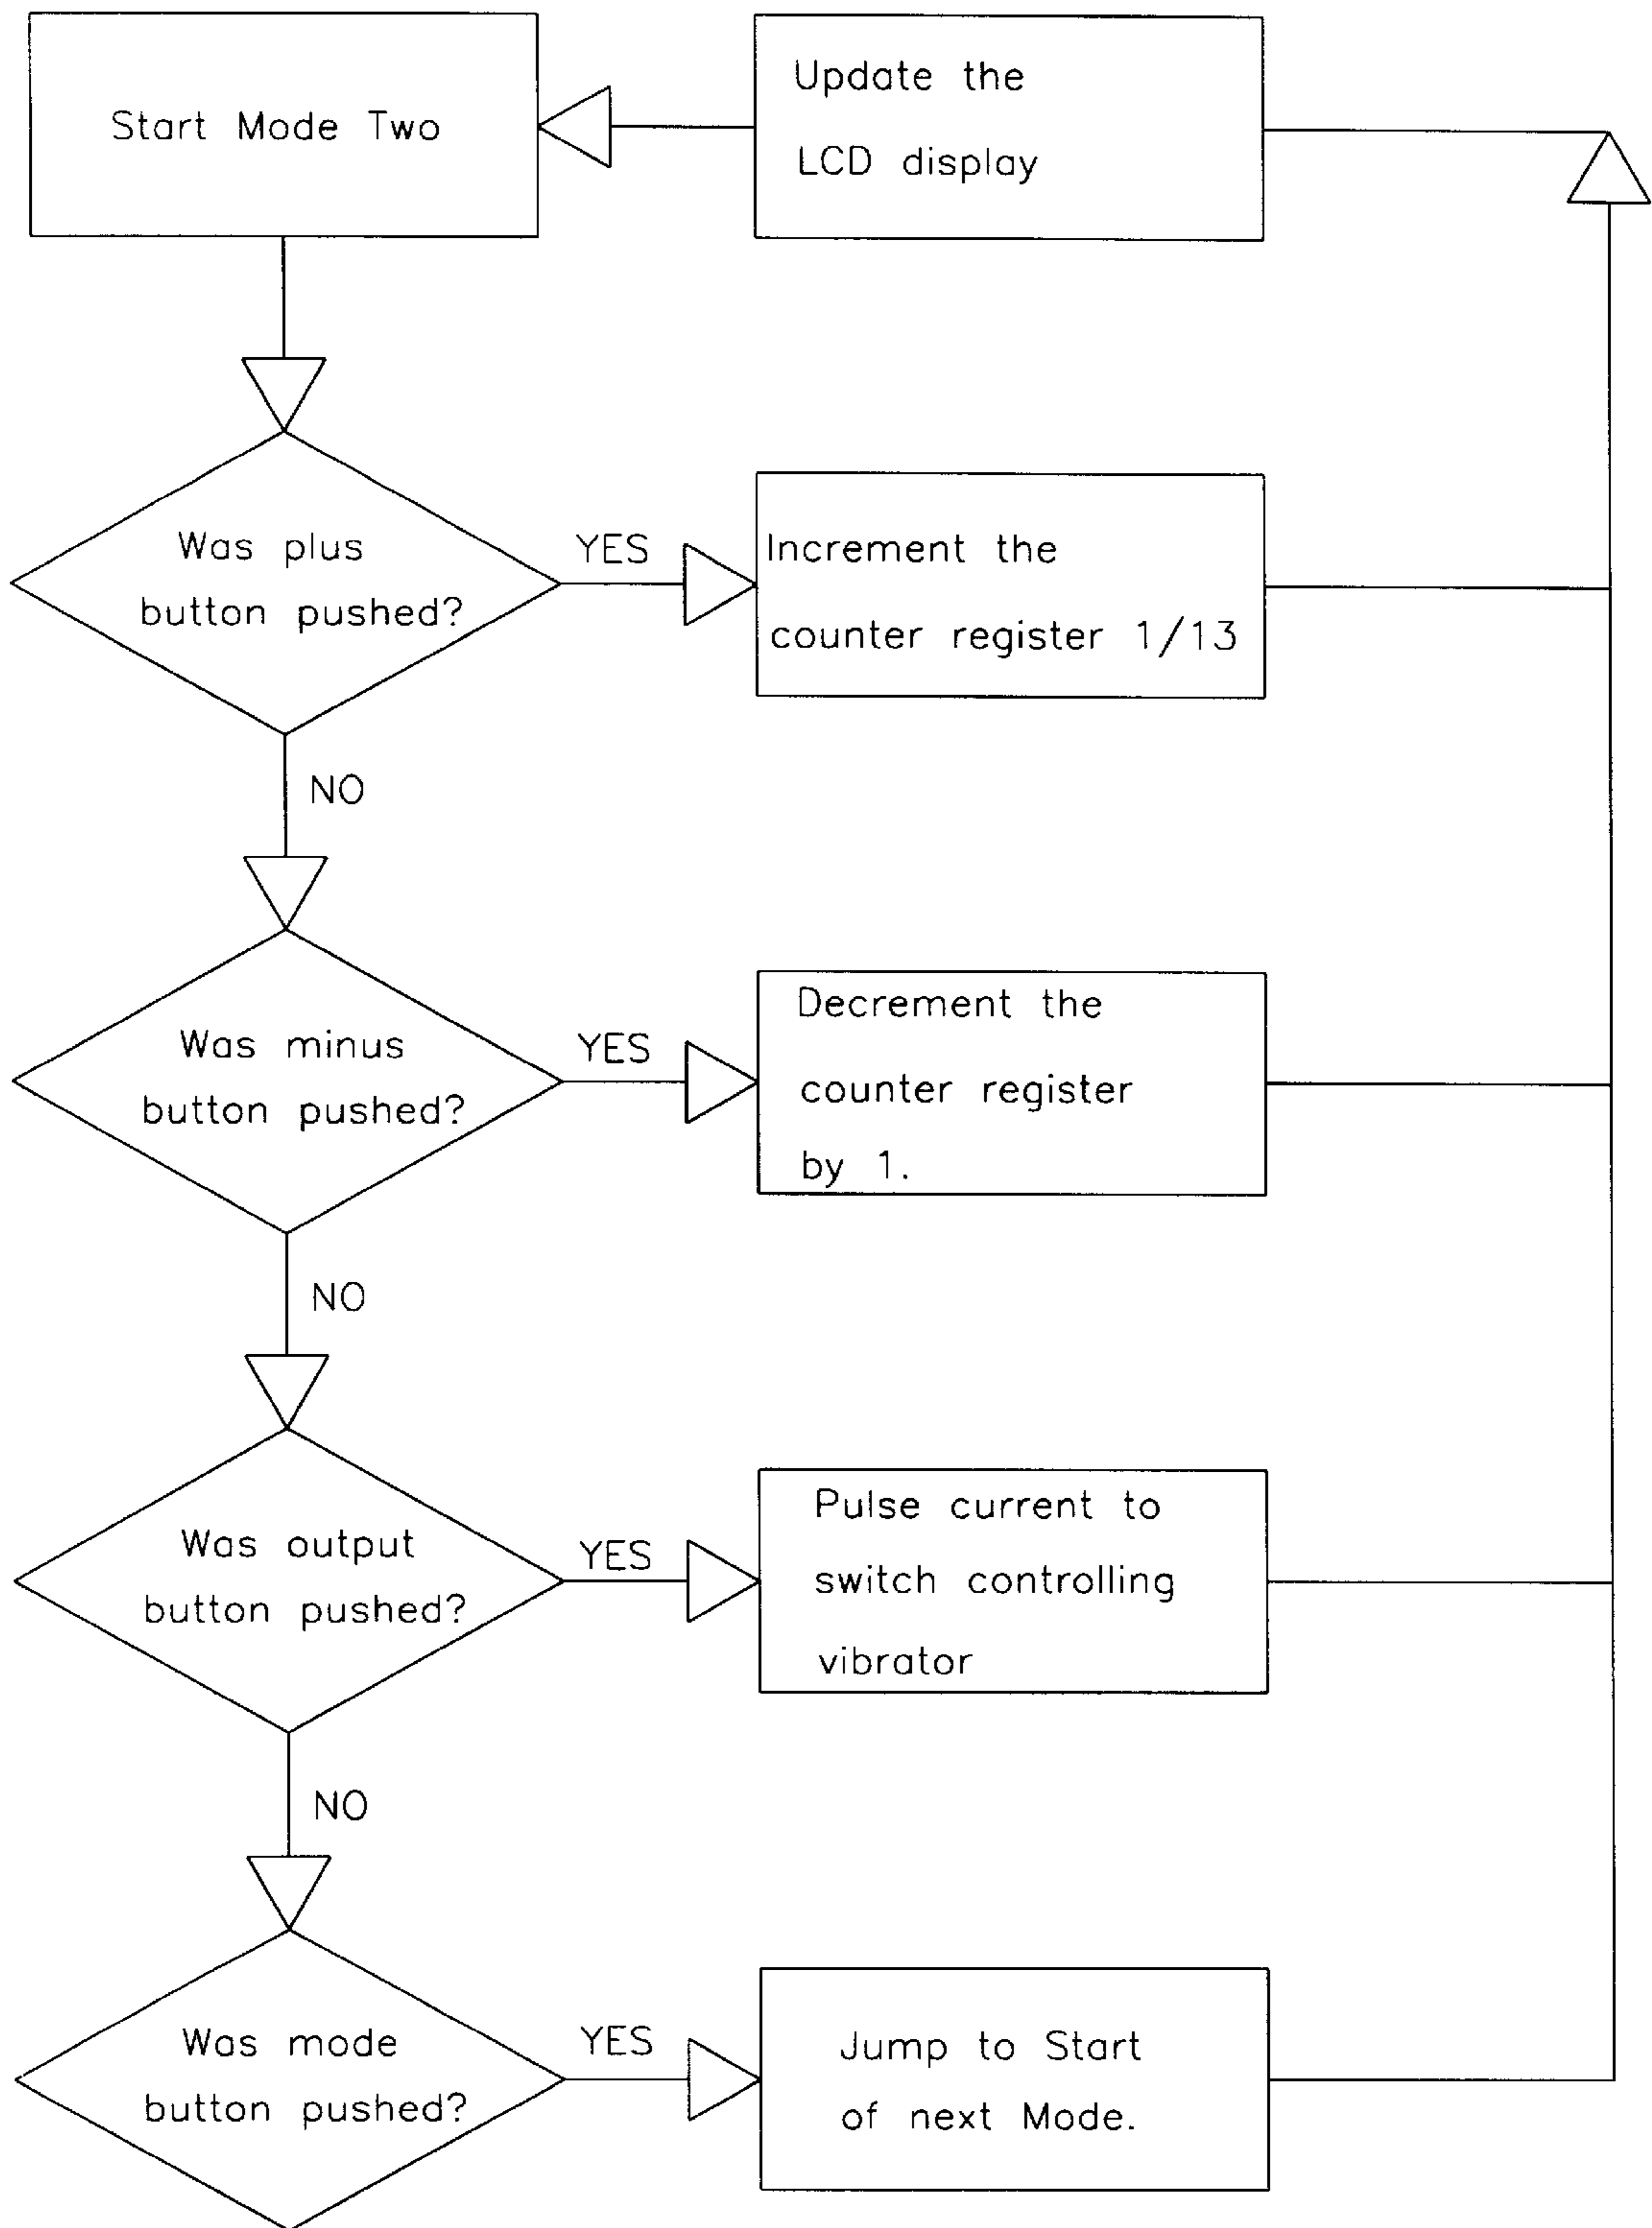 Start Mode Two
Update the
LCD display
Was plus
button pushed?
YES
Increment the
counter register 1/13
NO
Was minus
button pushed?
YES
Decrement the
counter register
by 1.
NO
Was output
button pushed?
YES
Pulse current to
switch controlling
vibrator
NO
Was mode
button pushed?
YES
Jump to Start
of next Mode.